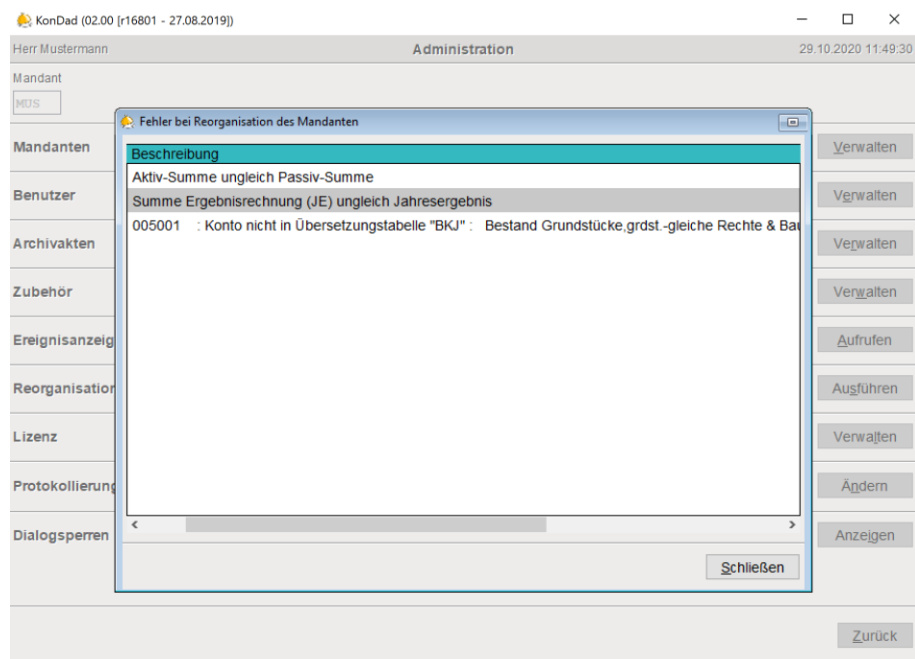 KonDad (02.00 [r16801 - 27.08.2019])
Herr Mustermann Administration 29.10.2020 11:49:30
Mandant
MUS
Fehler bei Reorganisation des Mandanten
Beschreibung
Aktiv-Summe ungleich Passiv-Summe
Summe Ergebnisrechnung (JE) ungleich Jahresergebnis
005001 : Konto nicht in Übersetzungstabelle "BKJ" : Bestand Grundstücke,grdst.-gleiche Rechte & Bau
Schließen
Mandanten Verwalten
Benutzer Verwalten
Archivakten Verwalten
Zubehör Verwalten
Ereignisanzeig Aufrufen
Reorganisation Ausführen
Lizenz Verwalten
Protokollierung Ändern
Dialogsperren Anzeigen
Zurück